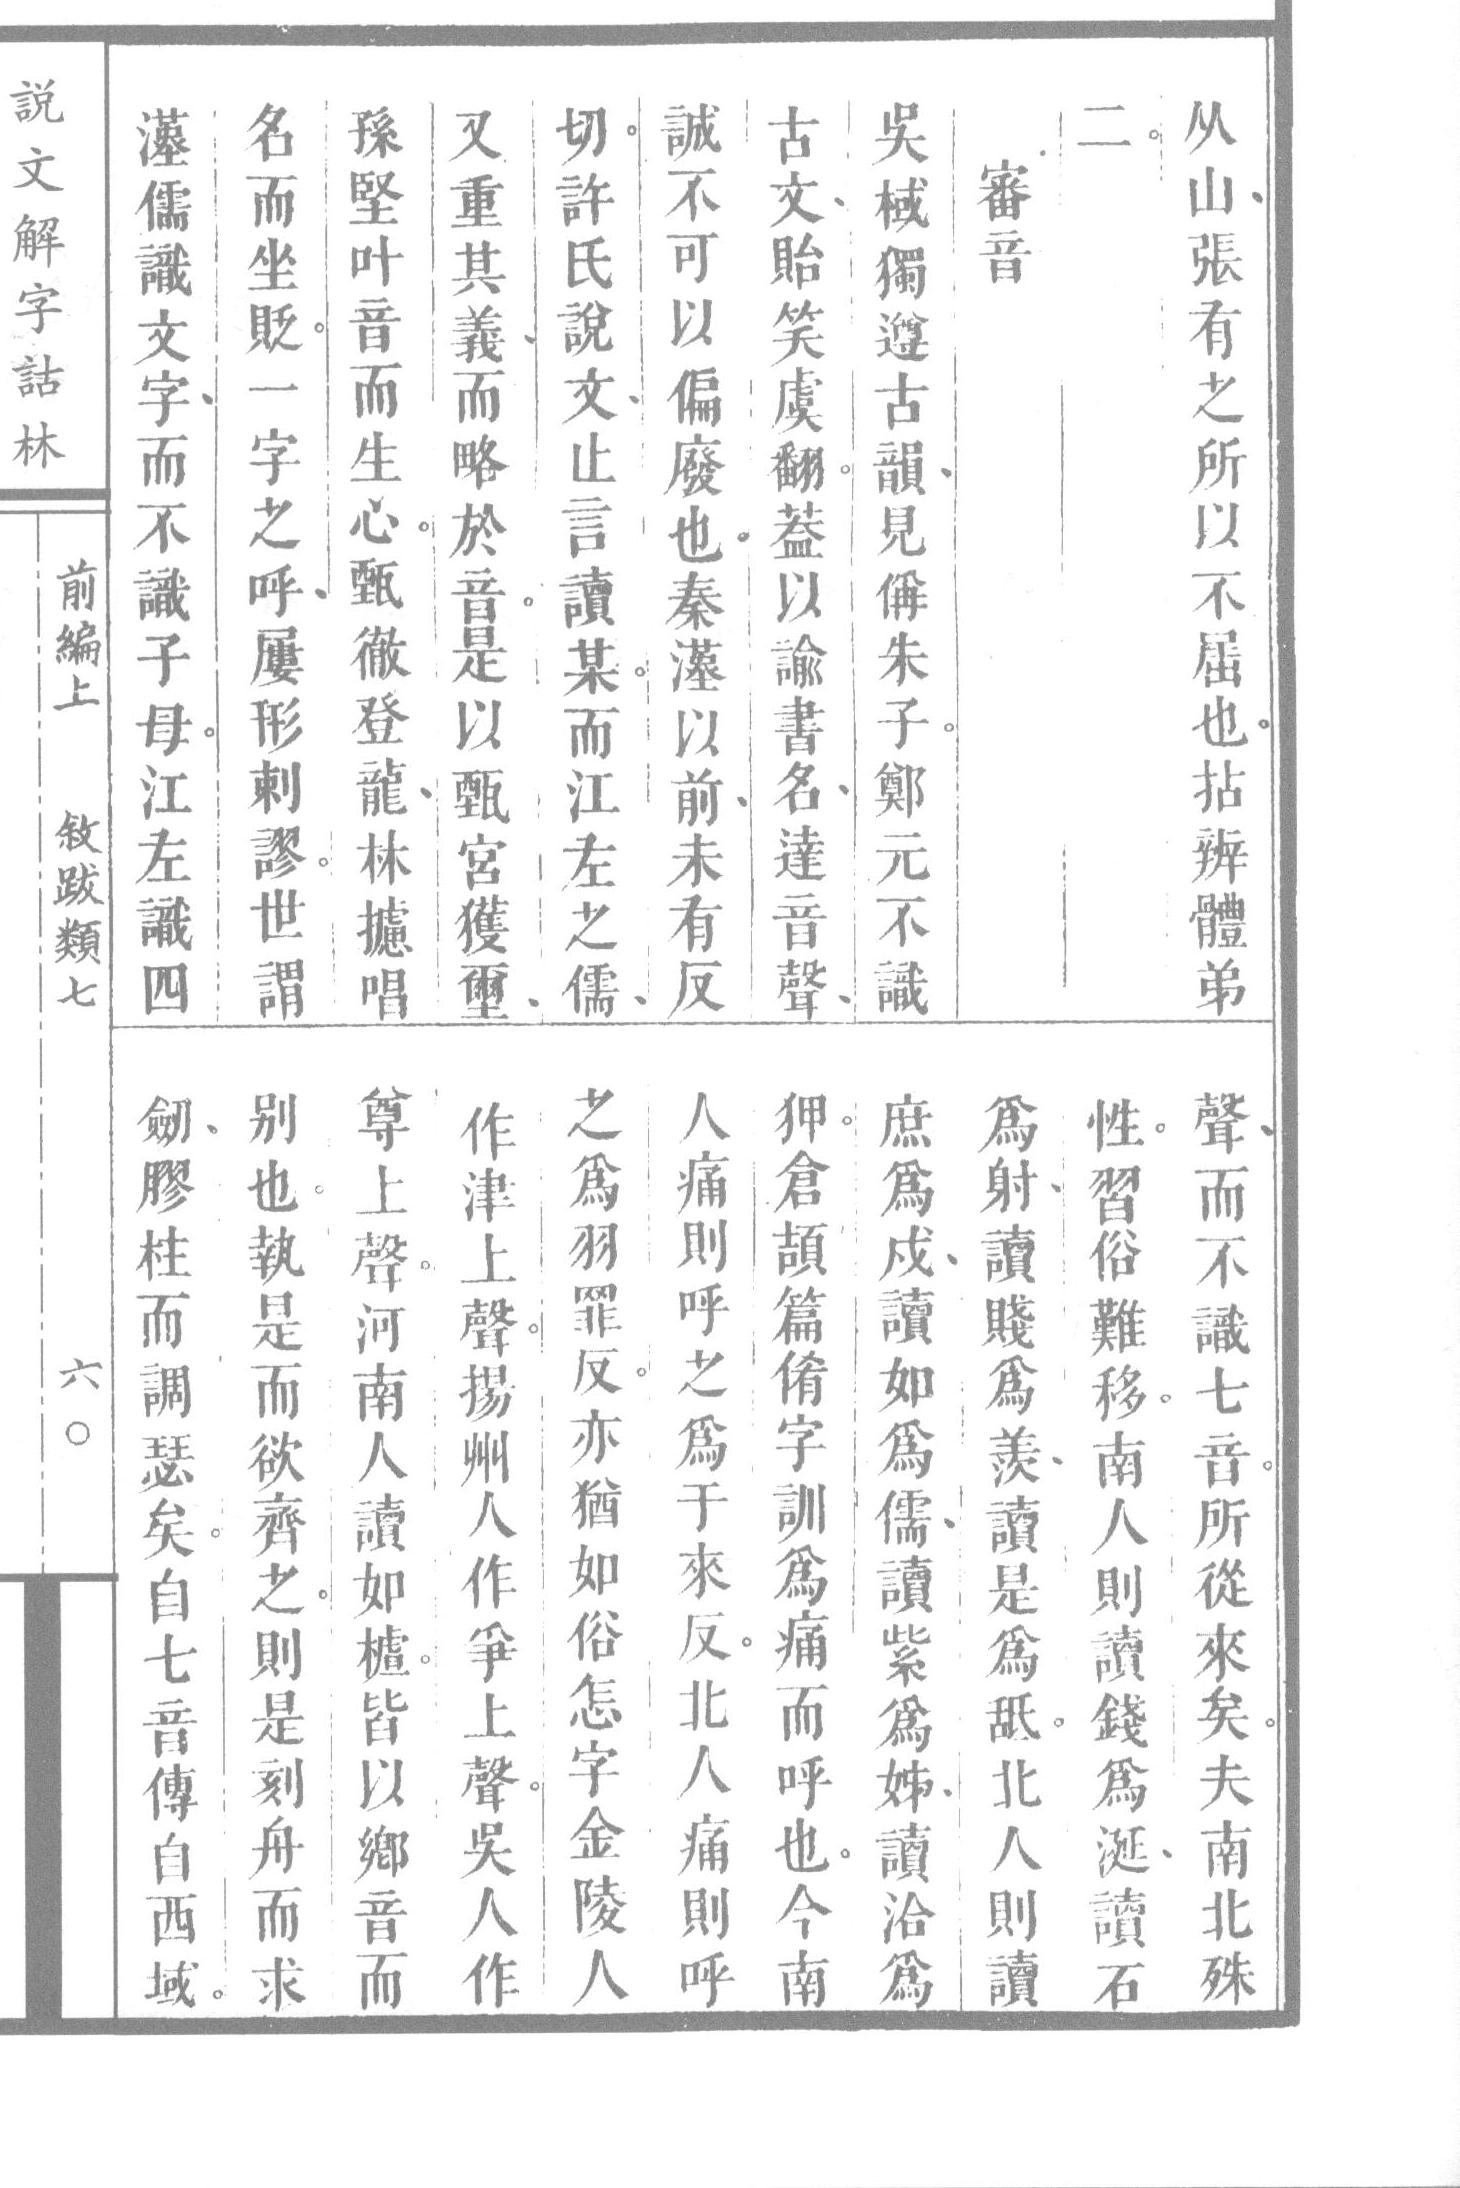 从山、張有之所以不屈也。拈辨體弟
二。
審音
吳棫獨遵古韻、見偁朱子。鄭元不識
古文、貽笑虞翻。葢以諭書名、達音聲、
誠不可以偏廢也。秦漢以前、未有反
切。許氏說文、止言讀某。而江左之儒、
又重其義、而略於音。是以甄宮獲璽、
孫堅叶音而生心。甄徹登龍、林攄唱
名而坐貶。一字之呼、屢形刺謬。世謂
漢儒識文字、而不識子母。江左識四
聲、而不識七音。所從來矣。夫南北殊
性。習俗難移。南人則讀錢爲涎、讀石
爲射、讀賤爲羨、讀是爲舐。北人則讀
庶爲戍、讀如爲儒、讀紫爲姊、讀洽爲
狎。倉頡篇侑字訓爲痛而呼也。今南
人痛則呼之爲于來反。北人痛則呼
之爲羽罪反。亦猶如俗怎字金陵人
作津上聲。揚州人作爭上聲。吳人作
尊上聲。河南人讀如樝。皆以鄉音而
別也。執是而欲齊之。則是刻舟而求
劒、膠柱而調瑟矣。自七音傳自西域。
說文解字詁林
前編上
敘跋類七
六〇